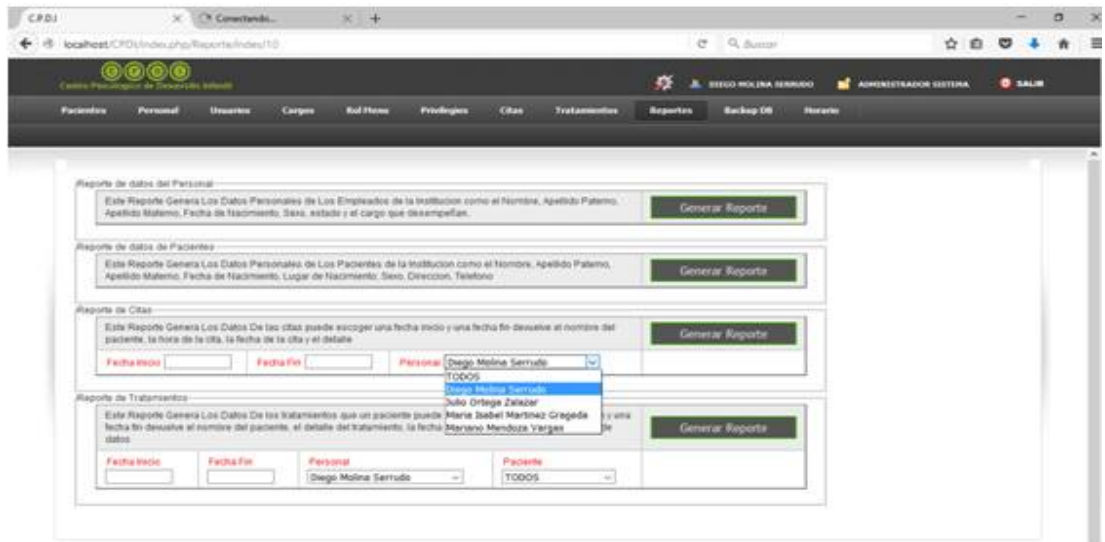 C.P.D.I
Conectando...
localhost/CPDI/index.php/Reporte/index/10
Buscar
C P D I
Centro Psicologico de Desarrollo Infantil
DIEGO MOLINA SERRUDO
ADMINISTRADOR SISTEMA
SALIR
Pacientes Personal Usuarios Cargos Rol Menu Privilegios Citas Tratamientos Reportes Backup DB Horario
Reporte de datos del Personal
Este Reporte Genera Los Datos Personales de Los Empleados de la Institucion como el Nombre, Apellido Paterno,
Apellido Materno, Fecha de Nacimiento, Sexo, estado y el cargo que desempeñan.
Generar Reporte
Reporte de datos de Pacientes
Este Reporte Genera Los Datos Personales de Los Pacientes de la Institucion como el Nombre, Apellido Paterno,
Apellido Materno, Fecha de Nacimiento, Lugar de Nacimiento, Sexo, Direccion, Telefono
Generar Reporte
Reporte de Citas
Este Reporte Genera Los Datos De las citas puede escoger una fecha inicio y una fecha fin devuelve el nombre del
paciente, la hora de la cita, la fecha de la cita y el detalle
Generar Reporte
Fecha Inicio Fecha Fin Personal Diego Molina Serrudo
TODOS
Diego Molina Serrudo
Julio Ortega Zalazar
Maria Isabel Martinez Grageda
Mariano Mendoza Vargas
Reporte de Tratamientos
Este Reporte Genera Los Datos De los tratamientos que un paciente puede y una
fecha fin devuelve el nombre del paciente, el detalle del tratamiento, la fecha de
datos
Generar Reporte
Fecha Inicio Fecha Fin Personal Paciente
Diego Molina Serrudo TODOS